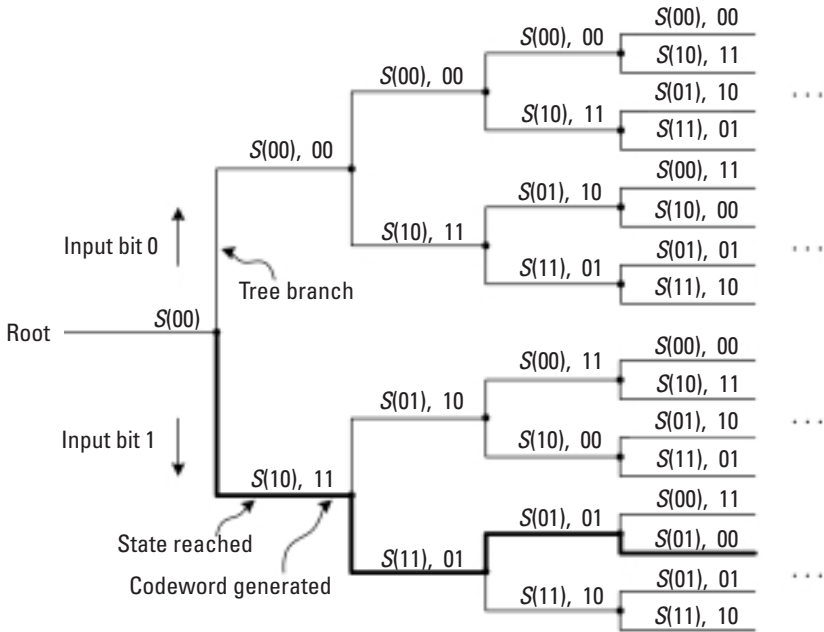 S(00), 00
S(00), 00
S(10), 11
S(00), 00
S(01), 10
S(10), 11
S(11), 01
S(00), 00
S(00), 11
S(01), 10
S(10), 00
Input bit 0
S(10), 11
S(01), 01
S(11), 01
Tree branch
S(11), 10
Root
S(00)
S(00), 00
S(00), 11
S(10), 11
S(01), 10
S(01), 10
Input bit 1
S(10), 00
S(11), 01
S(10), 11
S(00), 11
S(01), 01
State reached
S(01), 00
S(11), 01
Codeword generated
S(01), 01
S(11), 10
S(11), 10
. . .
. . .
. . .
. . .